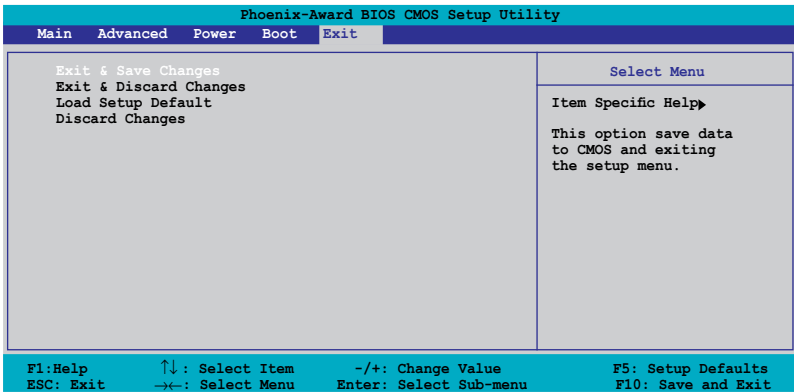 Phoenix-Award BIOS CMOS Setup Utility
Main Advanced Power Boot Exit
Exit & Save Changes
Exit & Discard Changes
Load Setup Default
Discard Changes
Select Menu
Item Specific Help▶
This option save data
to CMOS and exiting
the setup menu.
F1:Help ↑↓ : Select Item -/+: Change Value F5: Setup Defaults
ESC: Exit →←: Select Menu Enter: Select Sub-menu F10: Save and Exit